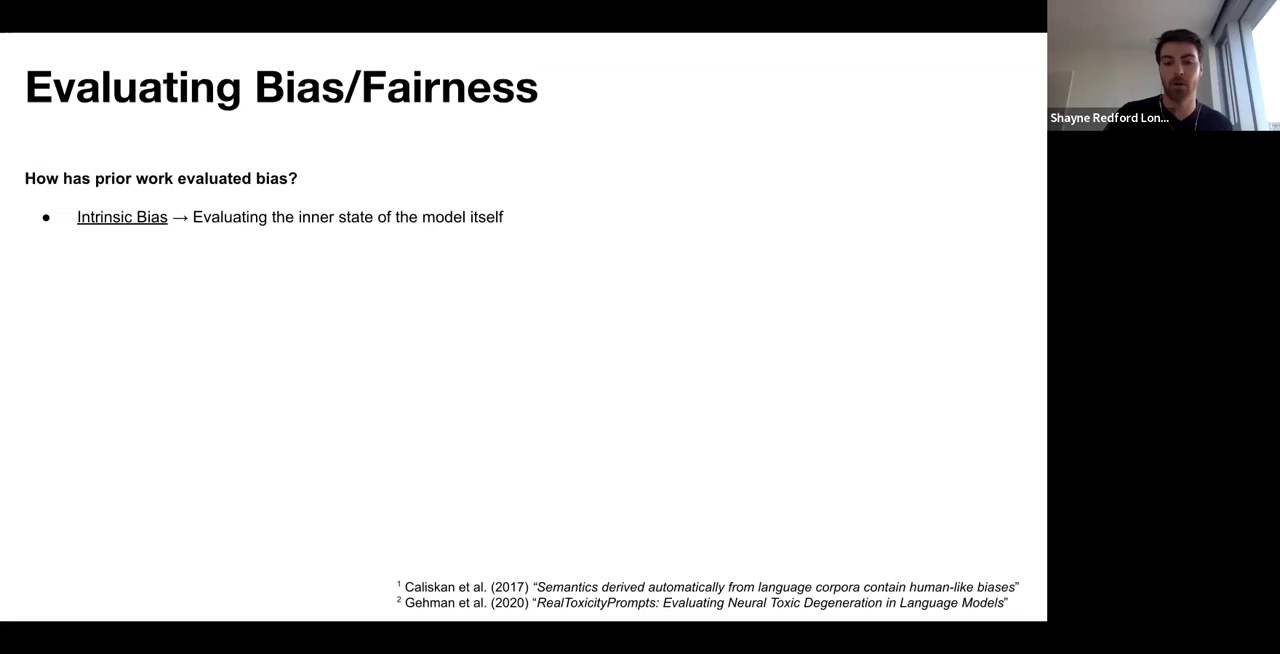 Evaluating Bias/Fairness
Shayne Redford Lon...
How has prior work evaluated bias?
● Intrinsic Bias → Evaluating the inner state of the model itself
1 Caliskan et al. (2017) “Semantics derived automatically from language corpora contain human-like biases”
2 Gehman et al. (2020) “RealToxicityPrompts: Evaluating Neural Toxic Degeneration in Language Models”